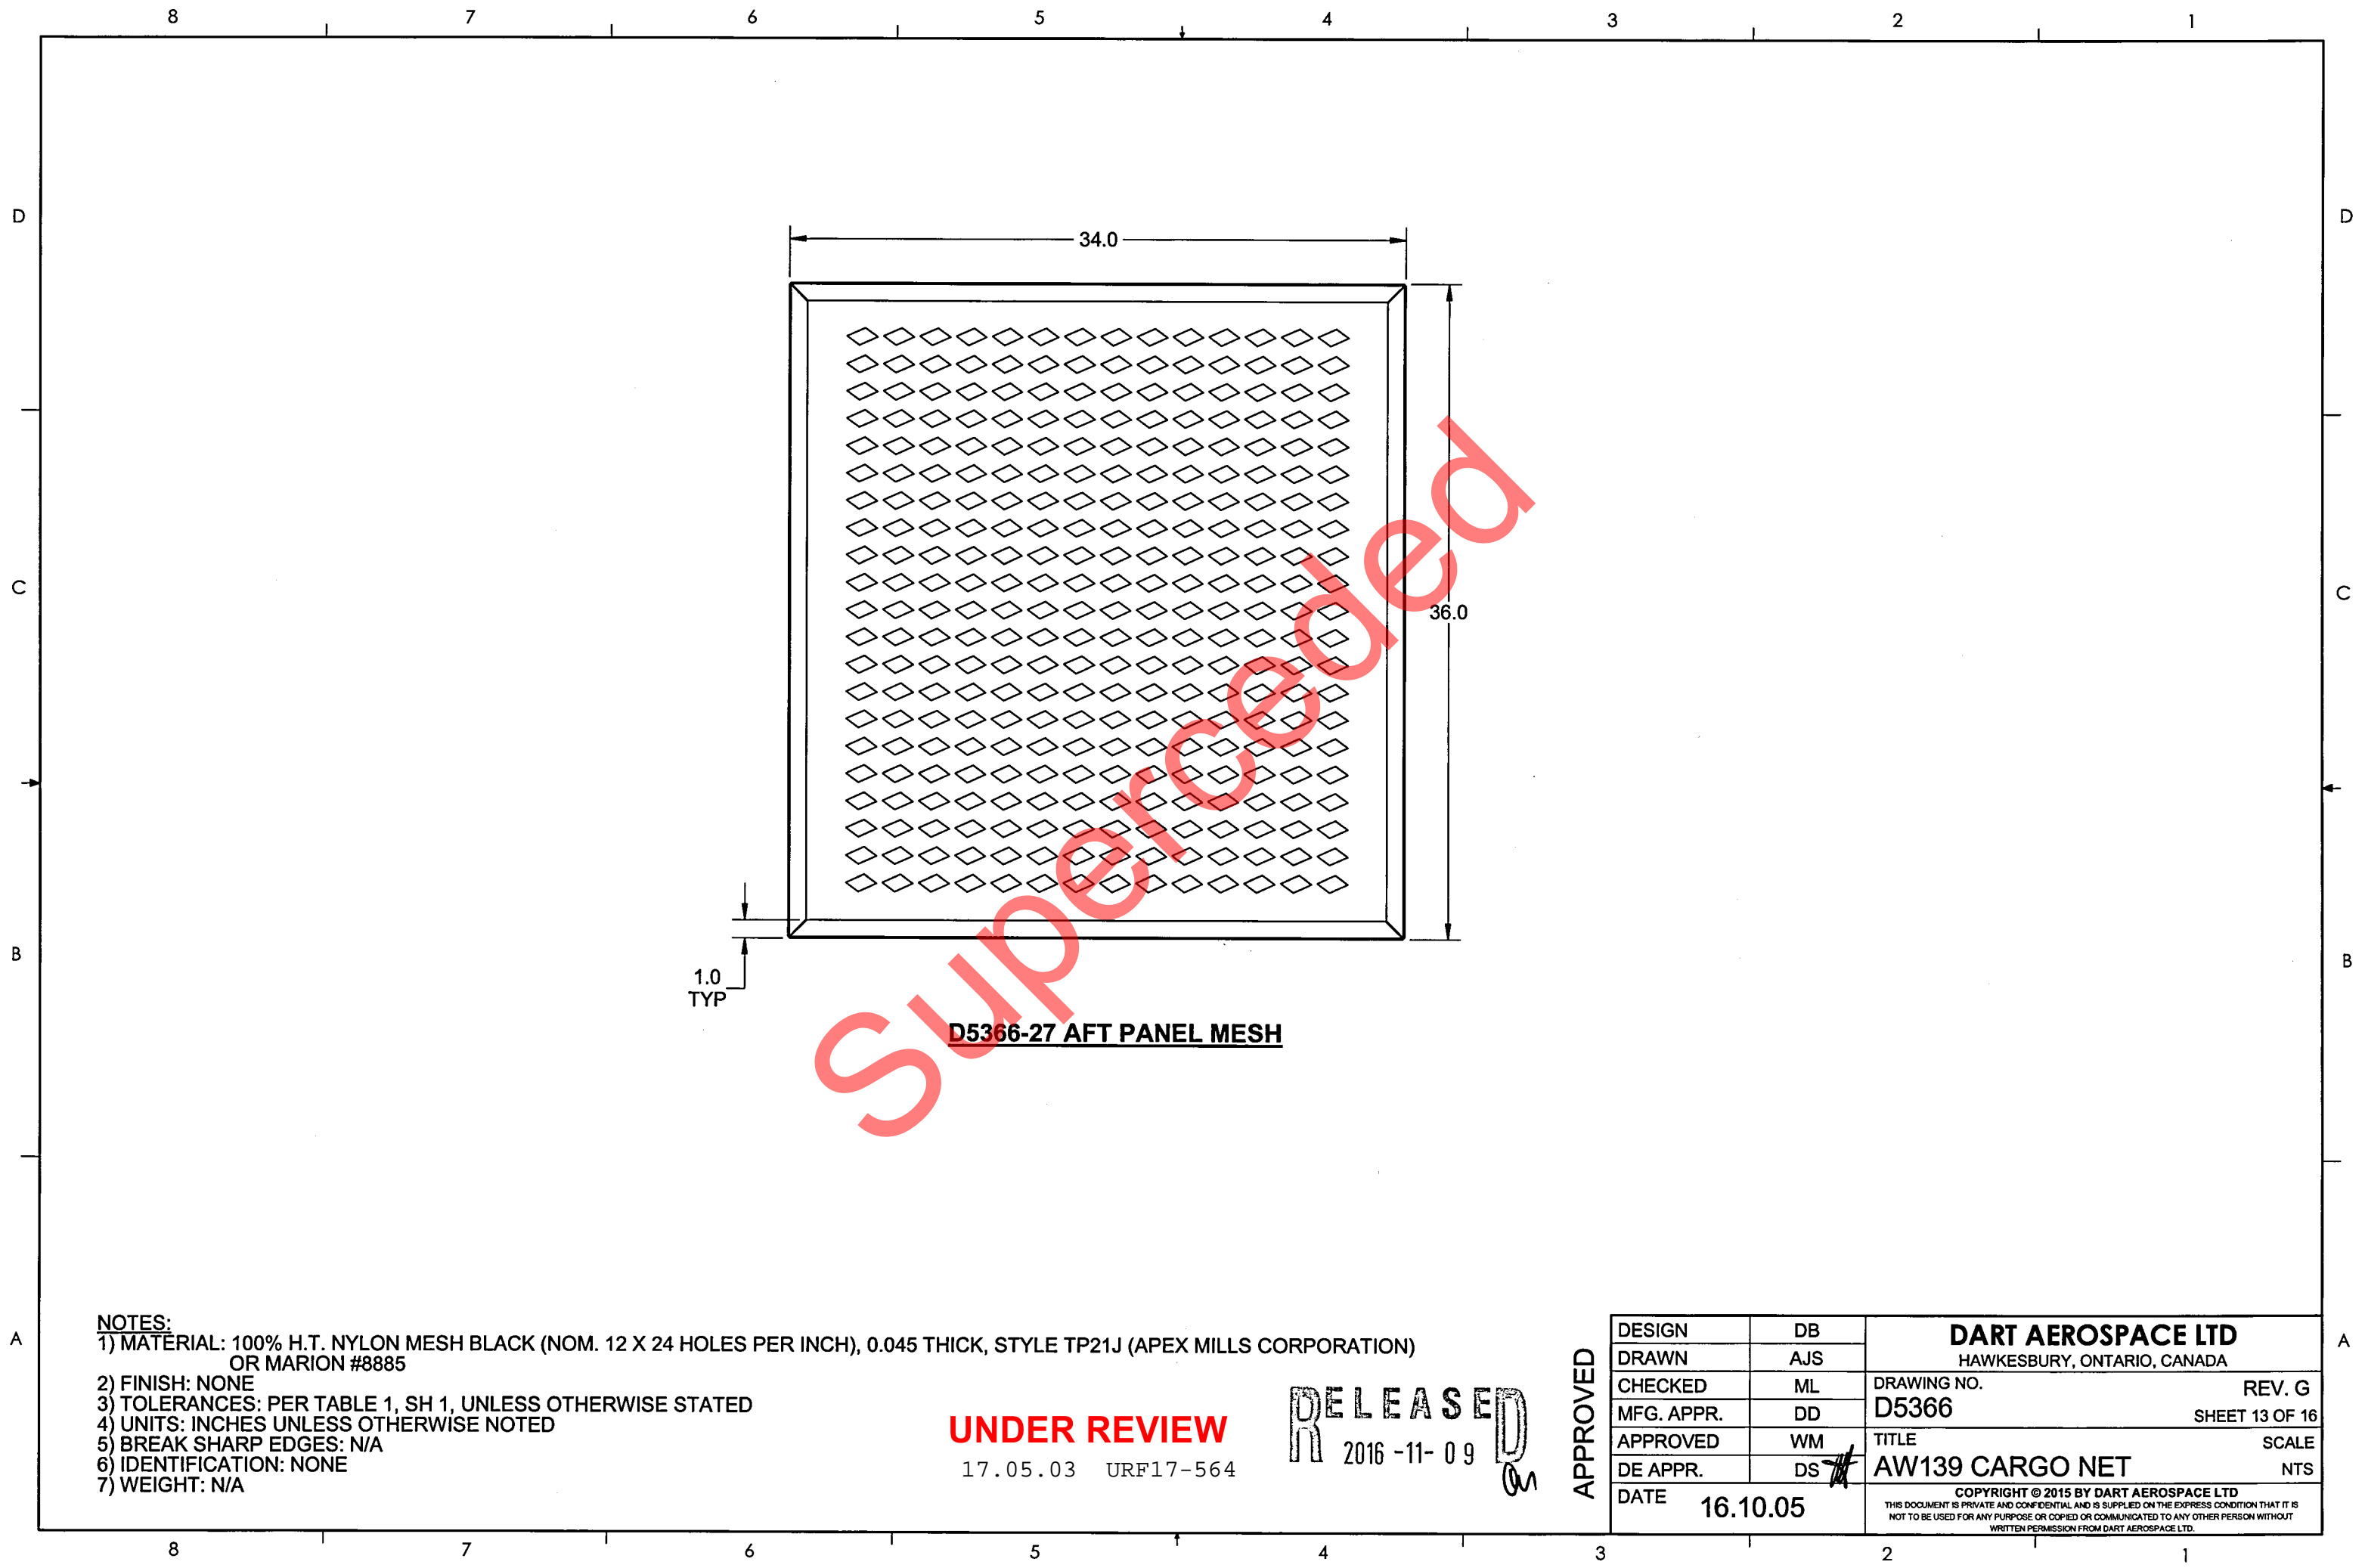 8 7 6 5 4 3 2 1
D D
34.0
C C
36.0
B B
1.0
TYP
D5366-27 AFT PANEL MESH
Superceded
A A
NOTES:
1) MATERIAL: 100% H.T. NYLON MESH BLACK (NOM. 12 X 24 HOLES PER INCH), 0.045 THICK, STYLE TP21J (APEX MILLS CORPORATION)
OR MARION #8885
2) FINISH: NONE
3) TOLERANCES: PER TABLE 1, SH 1, UNLESS OTHERWISE STATED
4) UNITS: INCHES UNLESS OTHERWISE NOTED
5) BREAK SHARP EDGES: N/A
6) IDENTIFICATION: NONE
7) WEIGHT: N/A
UNDER REVIEW
17.05.03 URF17-564
RELEASED
2016-11-09
APPROVED
DESIGN DB
DRAWN AJS
CHECKED ML
MFG. APPR. DD
APPROVED WM
DE APPR. DS
DATE 16.10.05
DART AEROSPACE LTD
HAWKESBURY, ONTARIO, CANADA
DRAWING NO. REV. G
D5366 SHEET 13 OF 16
TITLE SCALE
AW139 CARGO NET NTS
COPYRIGHT © 2015 BY DART AEROSPACE LTD
THIS DOCUMENT IS PRIVATE AND CONFIDENTIAL AND IS SUPPLIED ON THE EXPRESS CONDITION THAT IT IS
NOT TO BE USED FOR ANY PURPOSE OR COPIED OR COMMUNICATED TO ANY OTHER PERSON WITHOUT
WRITTEN PERMISSION FROM DART AEROSPACE LTD.
8 7 6 5 4 3 2 1